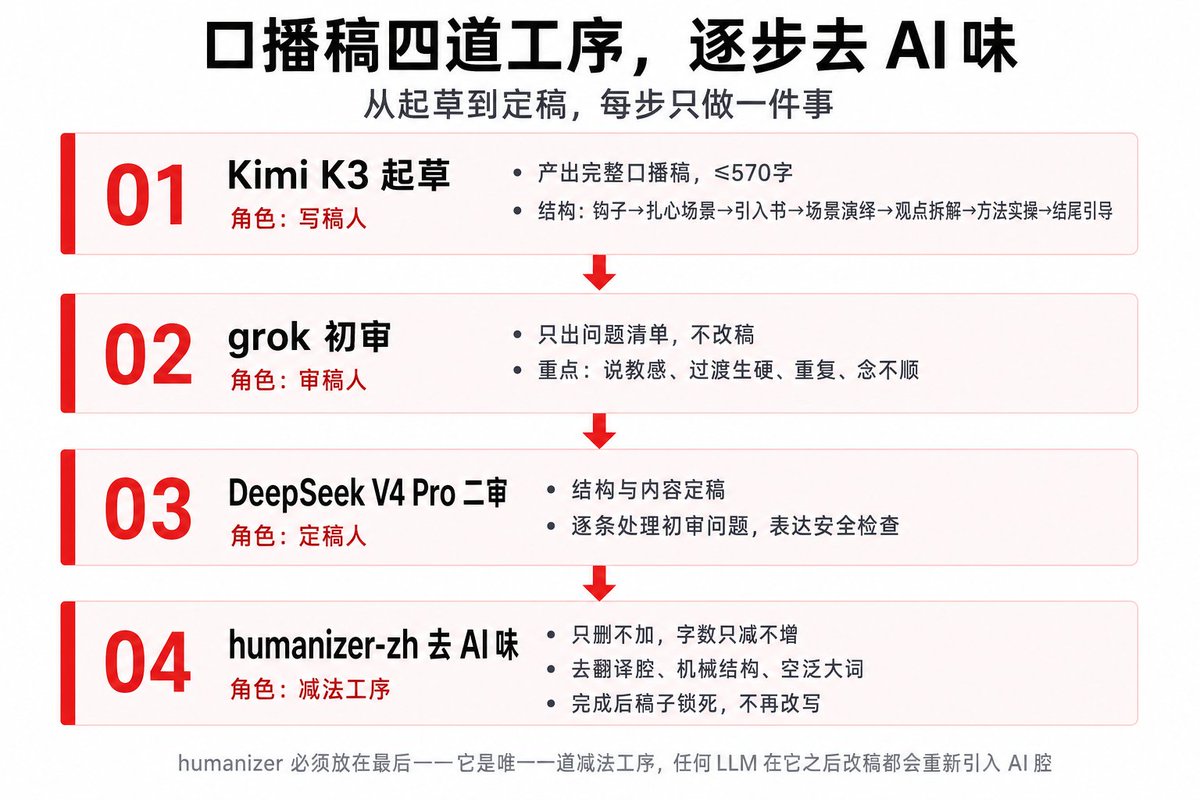 口播稿四道工序，逐步去 AI 味
从起草到定稿，每步只做一件事
01
Kimi K3 起草
角色：写稿人
• 产出完整口播稿，≤570字
• 结构：钩子→扎心场景→引入书→场景演绎→观点拆解→方法实操→结尾引导
02
grok 初审
角色：审稿人
• 只出问题清单，不改稿
• 重点：说教感、过渡生硬、重复、念不顺
03
DeepSeek V4 Pro 二审
角色：定稿人
• 结构与内容定稿
• 逐条处理初审问题，表达安全检查
04
humanizer-zh 去 AI 味
角色：减法工序
• 只删不加，字数只减不增
• 去翻译腔、机械结构、空泛大词
• 完成后稿子锁死，不再改写
humanizer 必须放在最后——它是唯一一道减法工序，任何 LLM 在它之后改稿都会重新引入 AI 腔